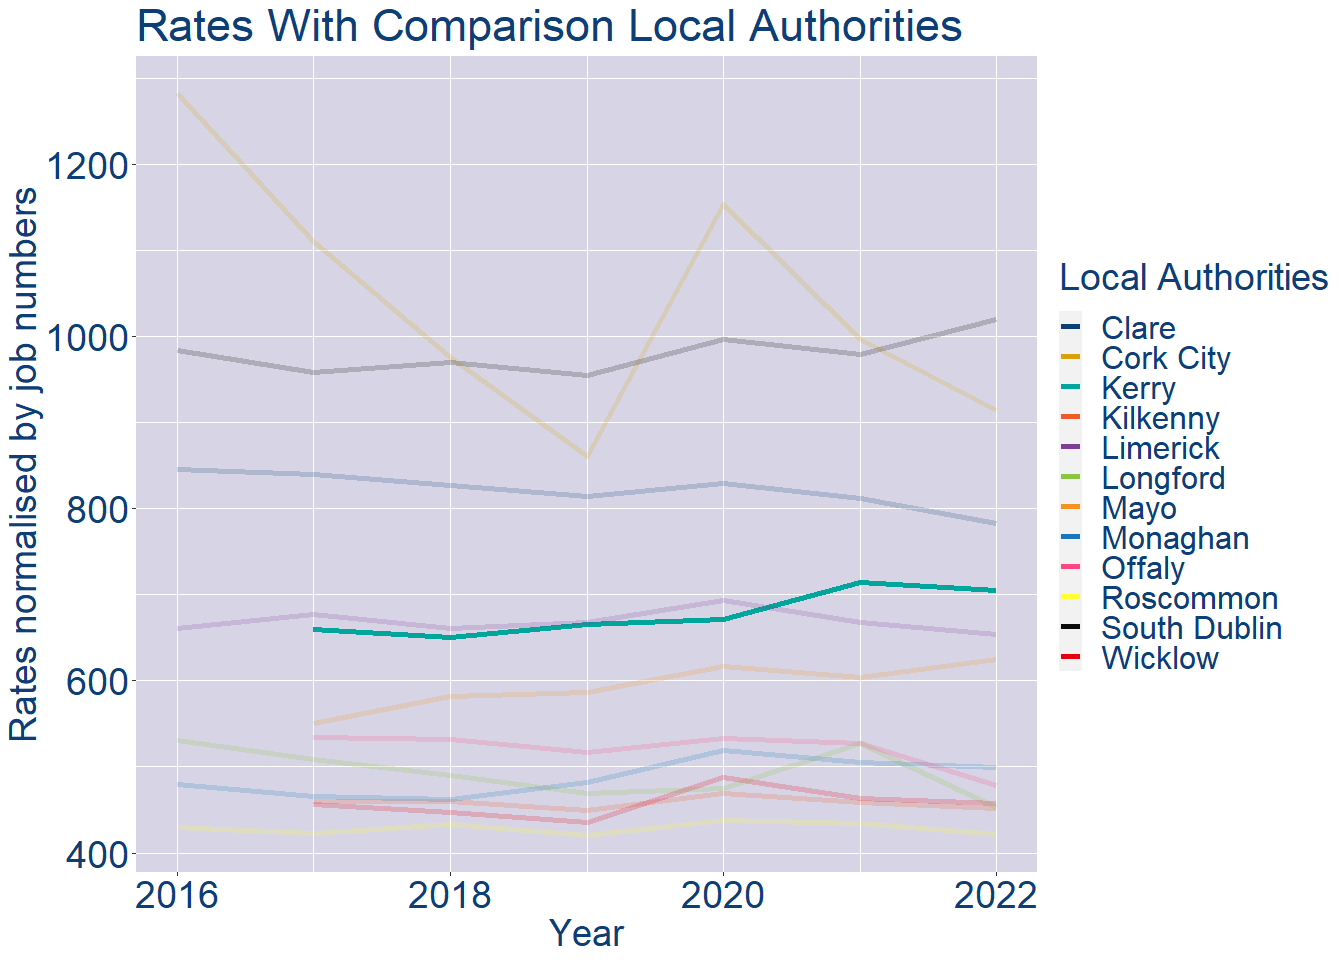 Rates With Comparison Local Authorities
Rates normalised by job numbers
1200
1000
800
600
400
2016
2018
2020
2022
Year
Local Authorities
Clare
Cork City
Kerry
Kilkenny
Limerick
Longford
Mayo
Monaghan
Offaly
Roscommon
South Dublin
Wicklow